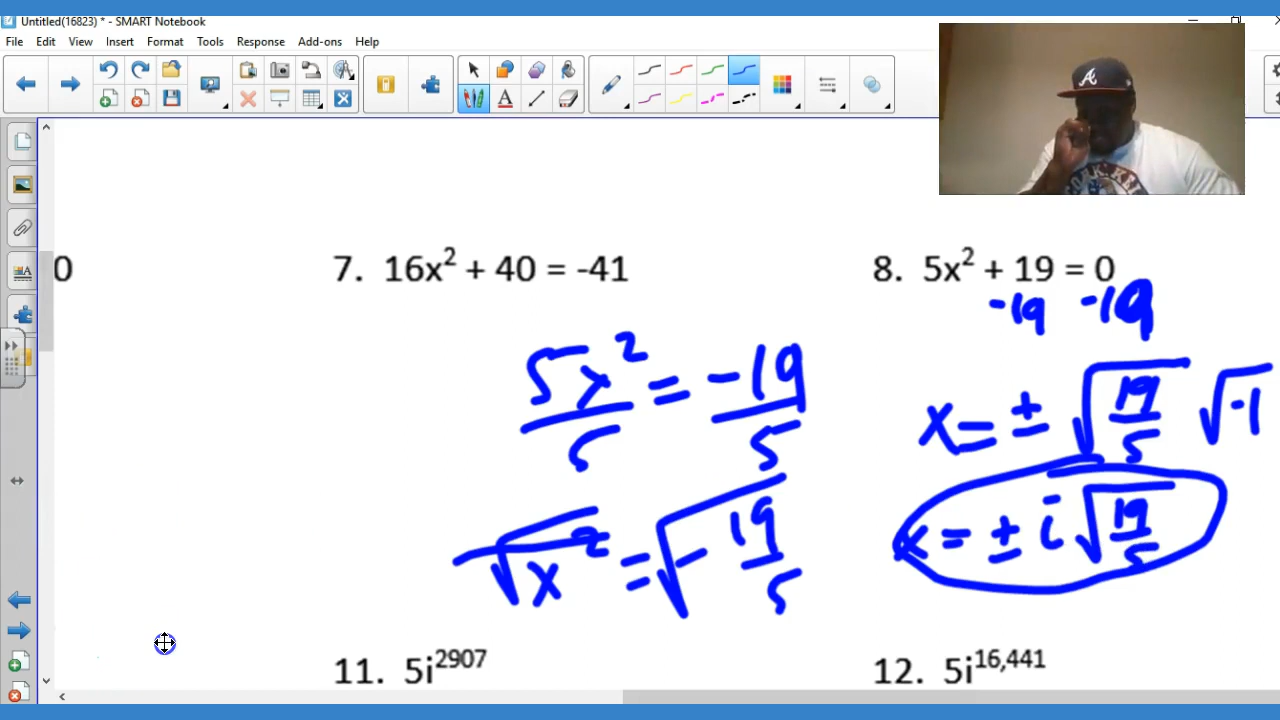 Untitled(16823) * - SMART Notebook
File Edit View Insert Format Tools Response Add-ons Help
A
0
7. 16x² + 40 = -41
8. 5x² + 19 = 0
-19 -19
5x²/5 = -19/5
x = ± √(19/5) √-1
√x² = √-19/5
x = ± i √(19/5)
11. 5i^2907
12. 5i^16,441